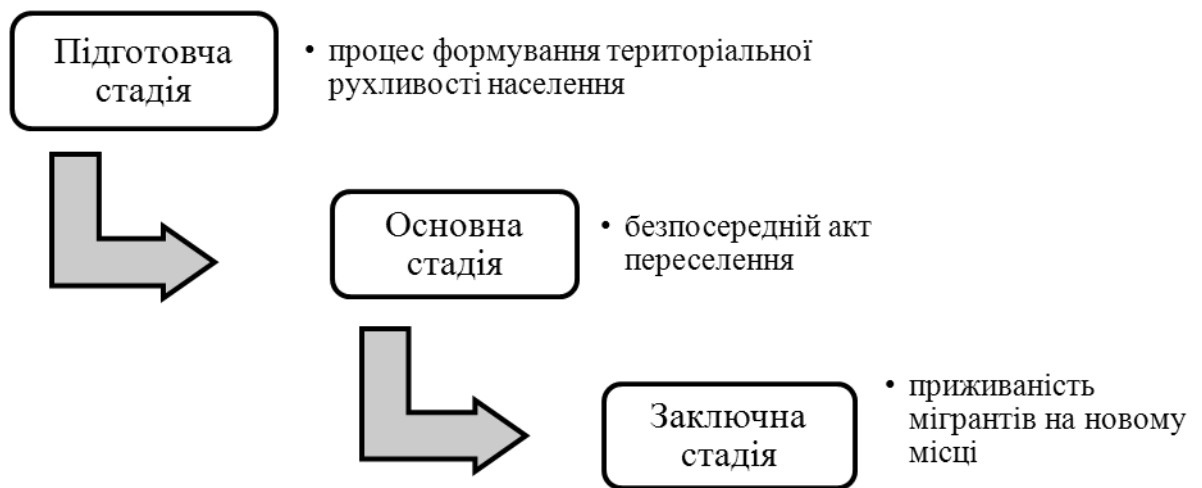 Підготовча
стадія
• процес формування територіальної
рухливості населення
Основна
стадія
• безпосередній акт
переселення
Заключна
стадія
• приживаність
мігрантів на новому
місці